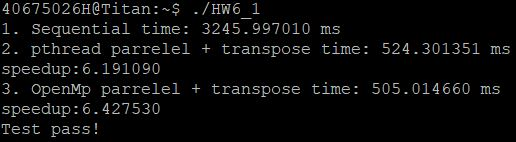 40675026H@Titan:~$ ./HW6_1
1. Sequential time: 3245.997010 ms
2. pthread parrelel + transpose time: 524.301351 ms
speedup:6.191090
3. OpenMp parrelel + transpose time: 505.014660 ms
speedup:6.427530
Test pass!